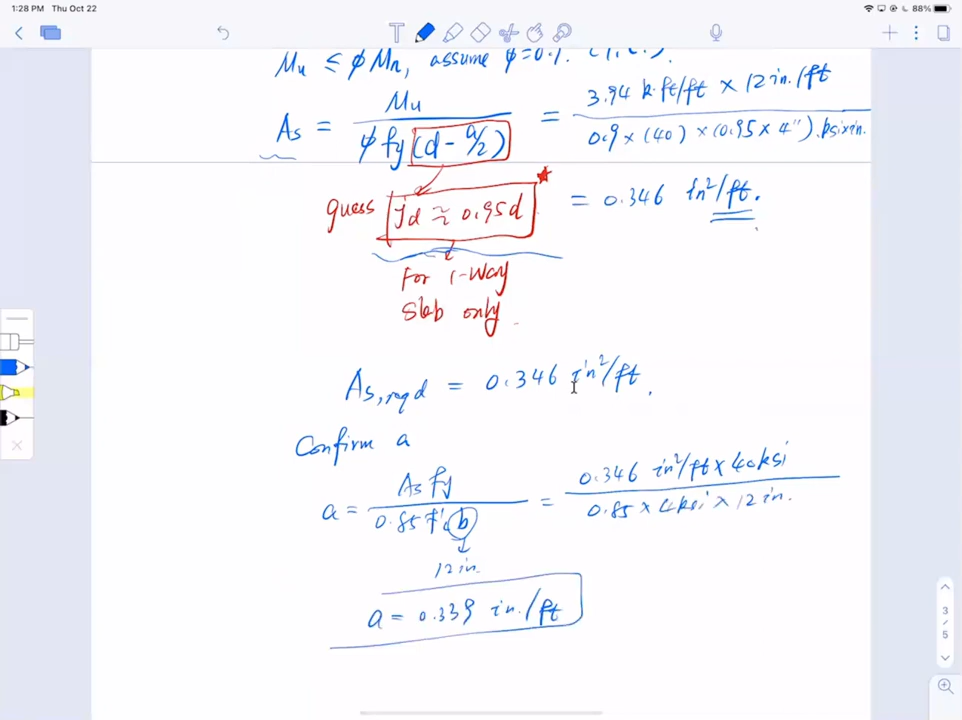 1:28 PM Thu Oct 22
88%
Mu ≤ φMn, assume φ=0.9. (T.C.).
As = Mu / φ fy (d - a/2) = 3.94 k·ft/ft × 12 in./ft / 0.9 × (40) × (0.95 × 4") . ksi×in.
guess jd ≈ 0.95d = 0.346 in²/ft.
For 1-Way
Slab only
As,req'd = 0.346 in²/ft.
Confirm a
a = As fy / 0.85 f'c b = 0.346 in²/ft × 40ksi / 0.85 × 4ksi × 12 in.
12 in.
a = 0.339 in./ft
3
/
5